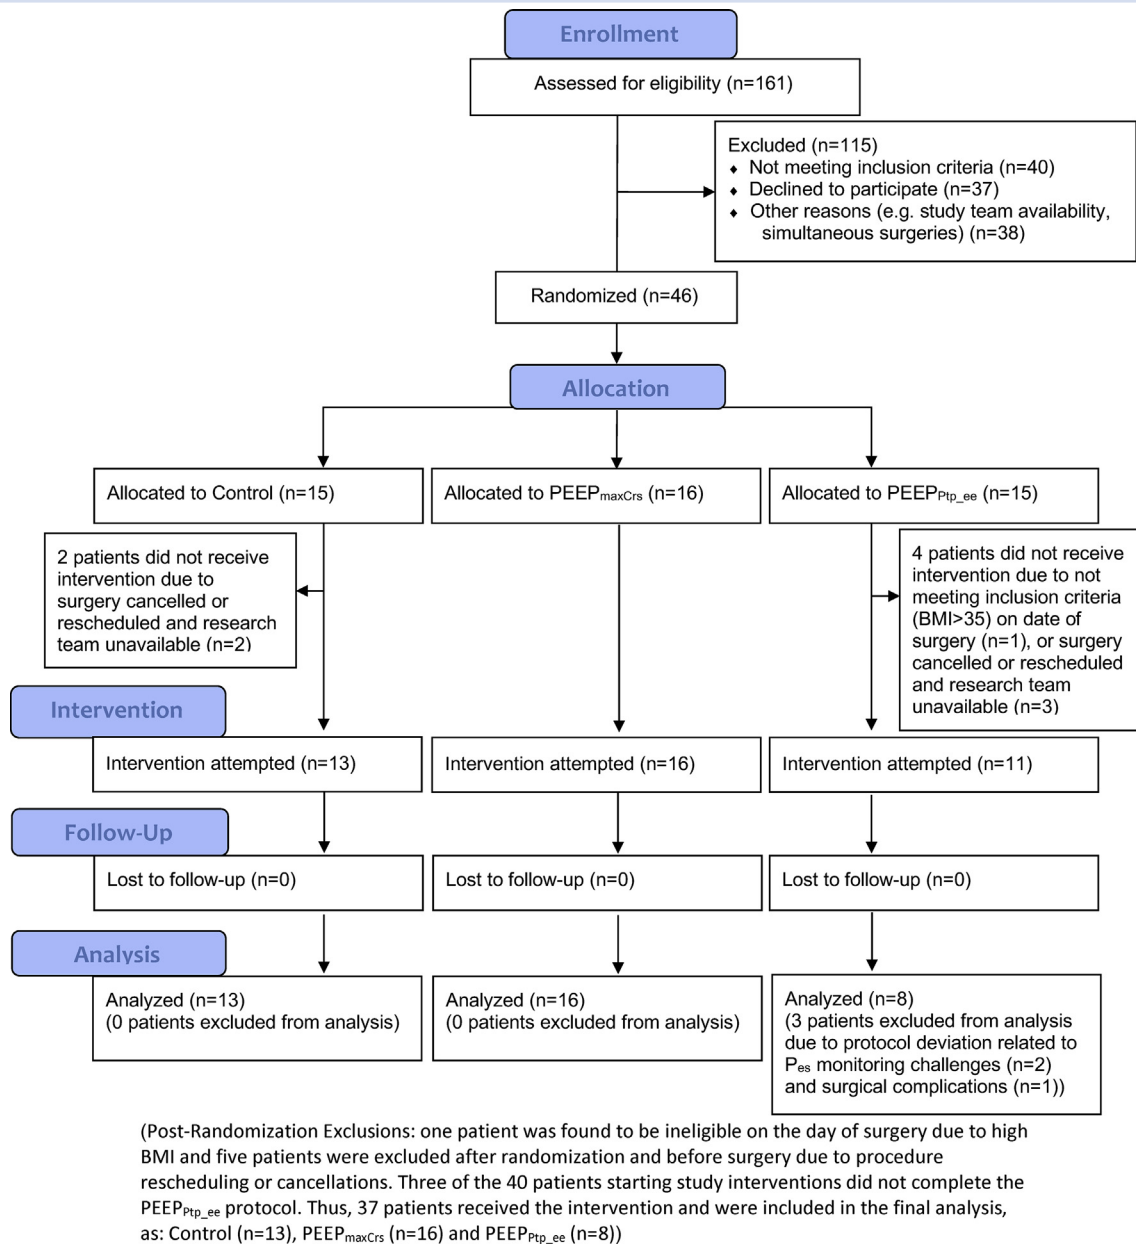 Enrollment
Assessed for eligibility (n=161)
Excluded (n=115)
♦ Not meeting inclusion criteria (n=40)
♦ Declined to participate (n=37)
♦ Other reasons (e.g. study team availability,
simultaneous surgeries) (n=38)
Randomized (n=46)
Allocation
Allocated to Control (n=15)
Allocated to PEEPmaxCrs (n=16)
Allocated to PEEPPtp_ee (n=15)
2 patients did not receive
intervention due to
surgery cancelled or
rescheduled and research
team unavailable (n=2)
4 patients did not receive
intervention due to not
meeting inclusion criteria
(BMI>35) on date of
surgery (n=1), or surgery
cancelled or rescheduled
and research team
unavailable (n=3)
Intervention
Intervention attempted (n=13)
Intervention attempted (n=16)
Intervention attempted (n=11)
Follow-Up
Lost to follow-up (n=0)
Lost to follow-up (n=0)
Lost to follow-up (n=0)
Analysis
Analyzed (n=13)
(0 patients excluded from analysis)
Analyzed (n=16)
(0 patients excluded from analysis)
Analyzed (n=8)
(3 patients excluded from analysis
due to protocol deviation related to
Pes monitoring challenges (n=2)
and surgical complications (n=1))
(Post-Randomization Exclusions: one patient was found to be ineligible on the day of surgery due to high
BMI and five patients were excluded after randomization and before surgery due to procedure
rescheduling or cancellations. Three of the 40 patients starting study interventions did not complete the
PEEPPtp_ee protocol. Thus, 37 patients received the intervention and were included in the final analysis,
as: Control (n=13), PEEPmaxCrs (n=16) and PEEPPtp_ee (n=8))